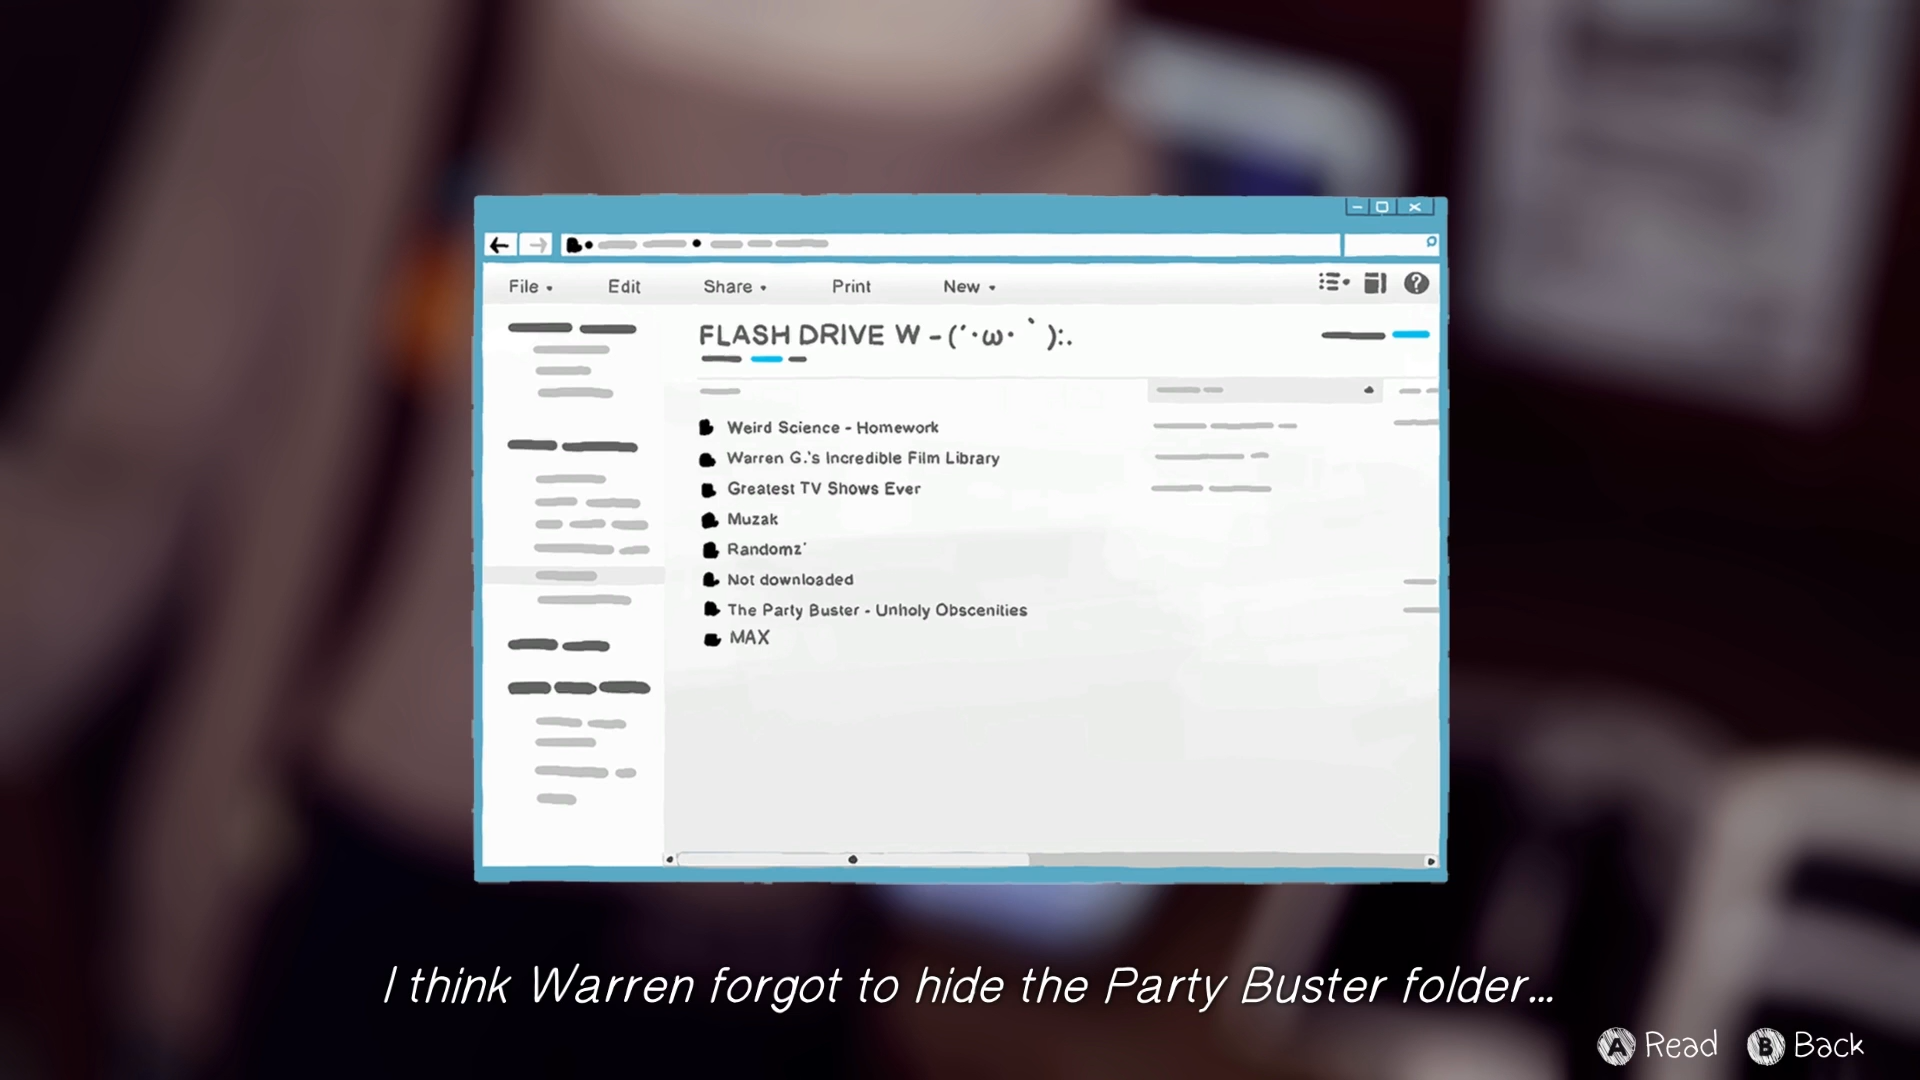 File
Edit
Share
Print
New
FLASH DRIVE W - (´･ω･｀):.
Weird Science - Homework
Warren G.'s Incredible Film Library
Greatest TV Shows Ever
Muzak
Randomz'
Not downloaded
The Party Buster - Unholy Obscenities
MAX
I think Warren forgot to hide the Party Buster folder...
A Read B Back